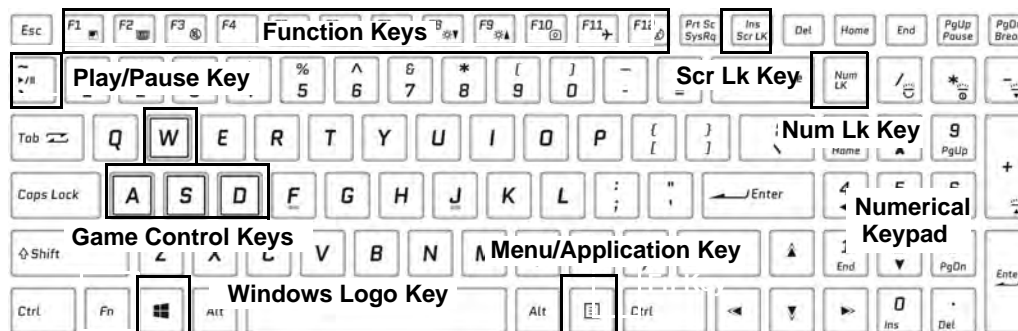 Esc F1 F2 F3 F4 Function Keys F9 F10 F11 Prt Sc SysRq Ins Scr LK Del Home End PgUp Pause
Play/Pause Key % 5 ^ 6 & 7 * 8 ( 9 ) 0 Scr Lk Key Num LK / *
Tab Q W E R T Y U I O P { [ } ] Num Lk Key 9 PgUp
Caps Lock A S D F G H J K L : ; " ' Enter Numerical Keypad +
Shift Game Control Keys V B N Menu/Application Key End PgDn
Ctrl Fn Windows Logo Key Alt Ctrl 0 Ins . Del